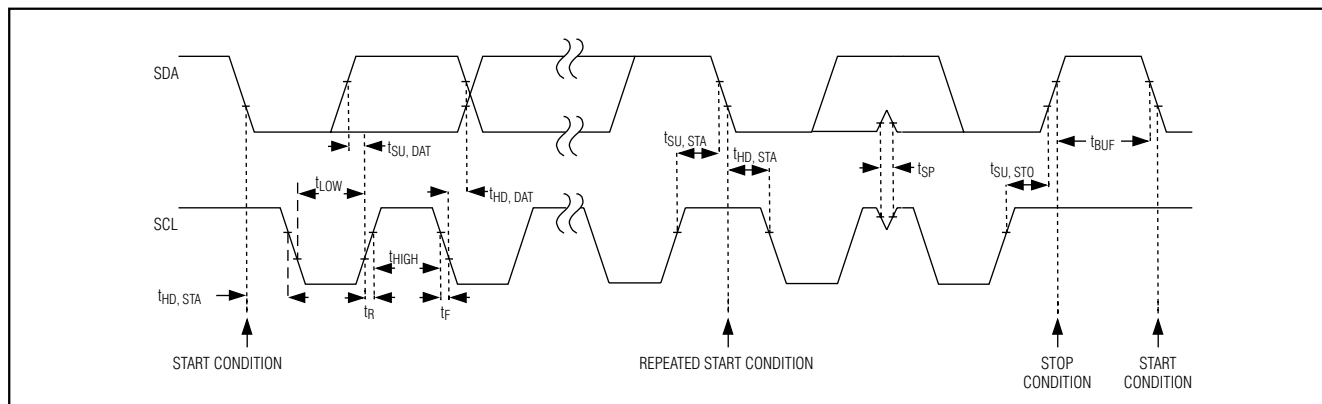 SDA
tSU, STA
tSU, DAT
tHD, STA
tBUF
tSP
tSU, STO
tLOW
tHD, DAT
SCL
tHIGH
tHD, STA
tR
tF
START CONDITION
REPEATED START CONDITION
STOP
CONDITION
START
CONDITION